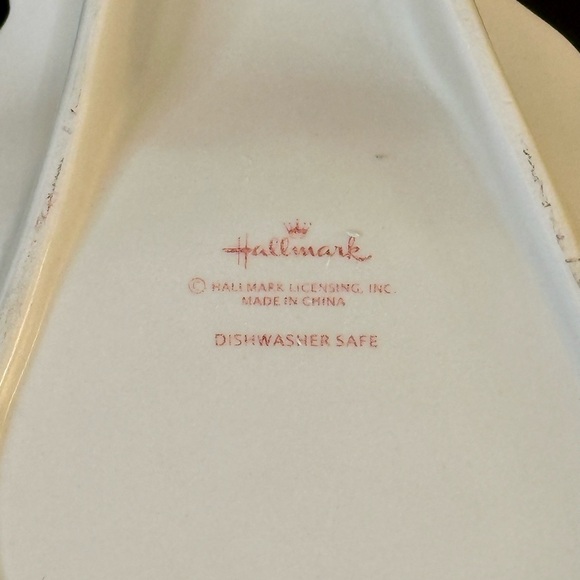 Hallmark
© HALLMARK LICENSING, INC.
MADE IN CHINA
DISHWASHER SAFE